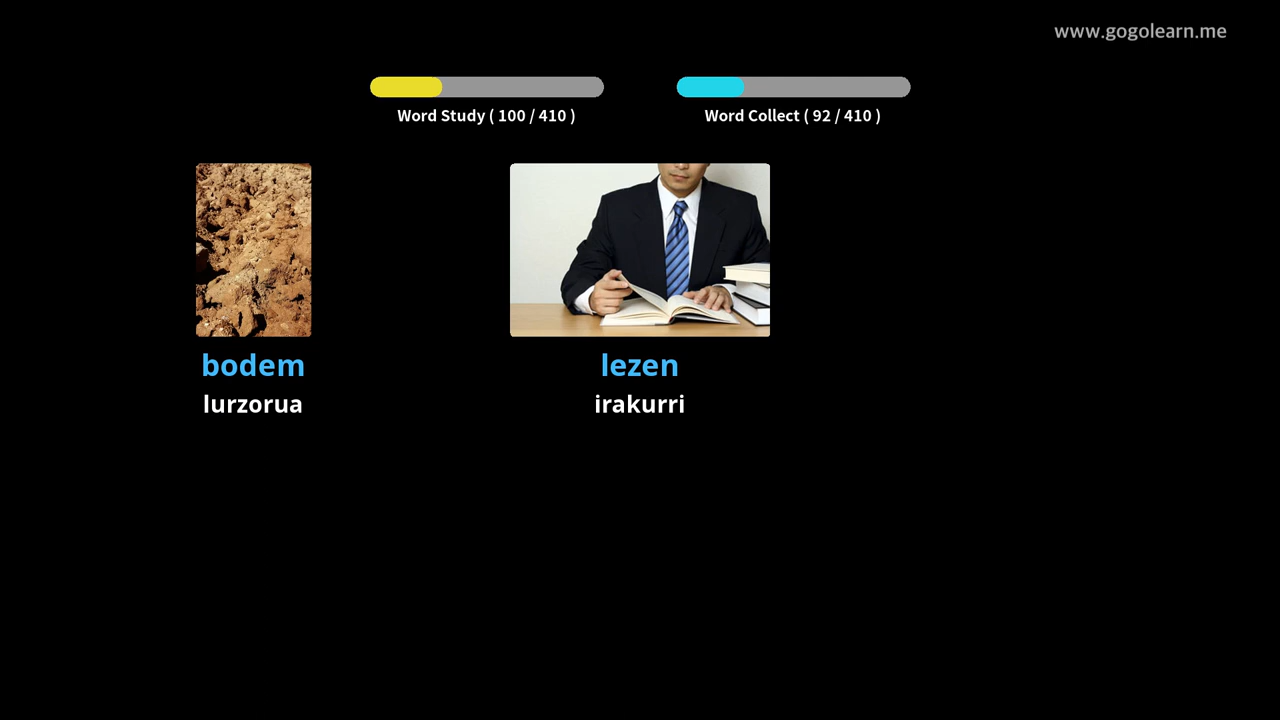 www.gogolearn.me
Word Study ( 100 / 410 )
Word Collect ( 92 / 410 )
bodem
lurzorua
lezen
irakurri